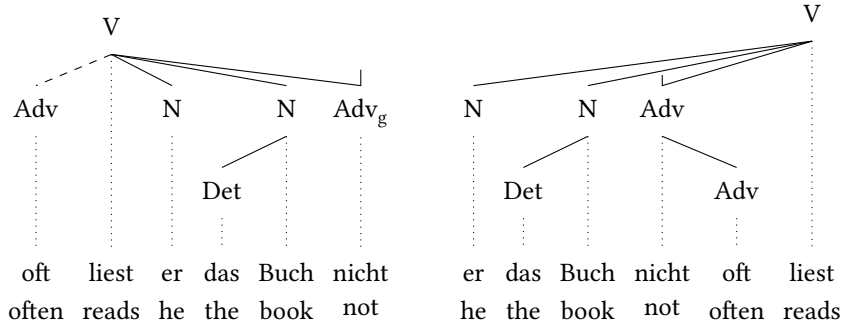 V V
Adv N N Adv_g N N Adv
Det Det Adv
oft liest er das Buch nicht er das Buch nicht oft liest
often reads he the book not he the book not often reads